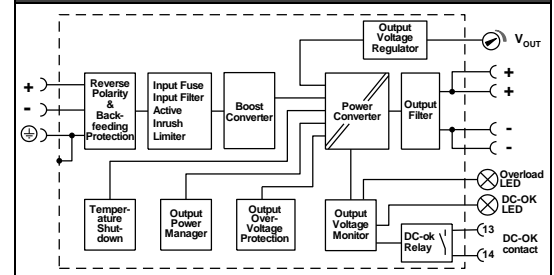 Output
Voltage
Regulator
VOUT
+
-
Reverse
Polarity
&
Back-
feeding
Protection
Input Fuse
Input Filter
Active
Inrush
Limiter
Boost
Converter
Power
Converter
Output
Filter
+
+
-
-
Temper-
ature
Shut-
down
Output
Power
Manager
Output
Over-
Voltage
Protection
Output
Voltage
Monitor
Overload
LED
DC-OK
LED
DC-ok
Relay
13
14
DC-OK
contact